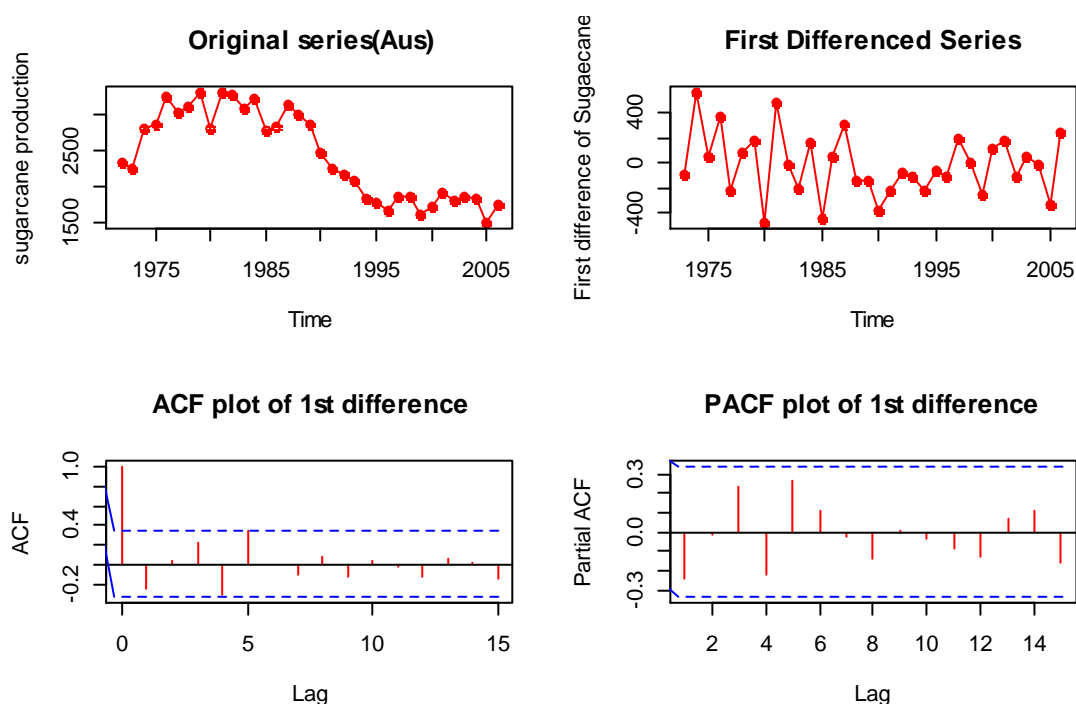 Original series(Aus)
sugarcane production
1500 2500
1975 1985 1995 2005
Time
First Differenced Series
First difference of Sugaecane
-400 0 400
1975 1985 1995 2005
Time
ACF plot of 1st difference
ACF
-0.2 0.4 1.0
0 5 10 15
Lag
PACF plot of 1st difference
Partial ACF
-0.3 0.0 0.3
2 4 6 8 10 12 14
Lag